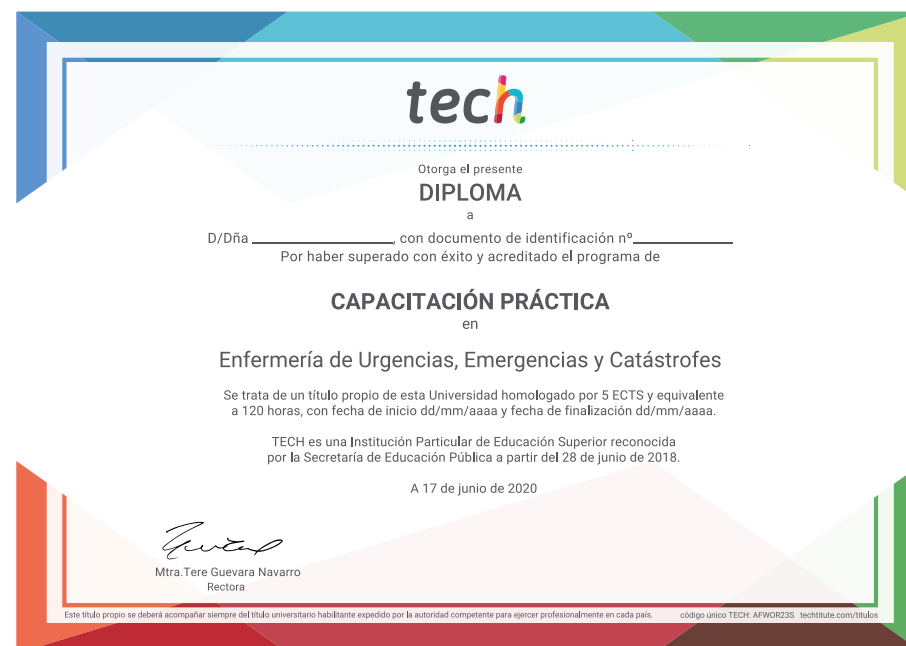 tech
Otorga el presente
DIPLOMA
a
D/Dña ____________________, con documento de identificación nº______________
Por haber superado con éxito y acreditado el programa de
CAPACITACIÓN PRÁCTICA
en
Enfermería de Urgencias, Emergencias y Catástrofes
Se trata de un título propio de esta Universidad homologado por 5 ECTS y equivalente
a 120 horas, con fecha de inicio dd/mm/aaaa y fecha de finalización dd/mm/aaaa.
TECH es una Institución Particular de Educación Superior reconocida
por la Secretaría de Educación Pública a partir del 28 de junio de 2018.
A 17 de junio de 2020
Mtra.Tere Guevara Navarro
Rectora
Este título propio se deberá acompañar siempre del título universitario habilitante expedido por la autoridad competente para ejercer profesionalmente en cada país. código único TECH: AFWOR23S techtitute.com/titulos